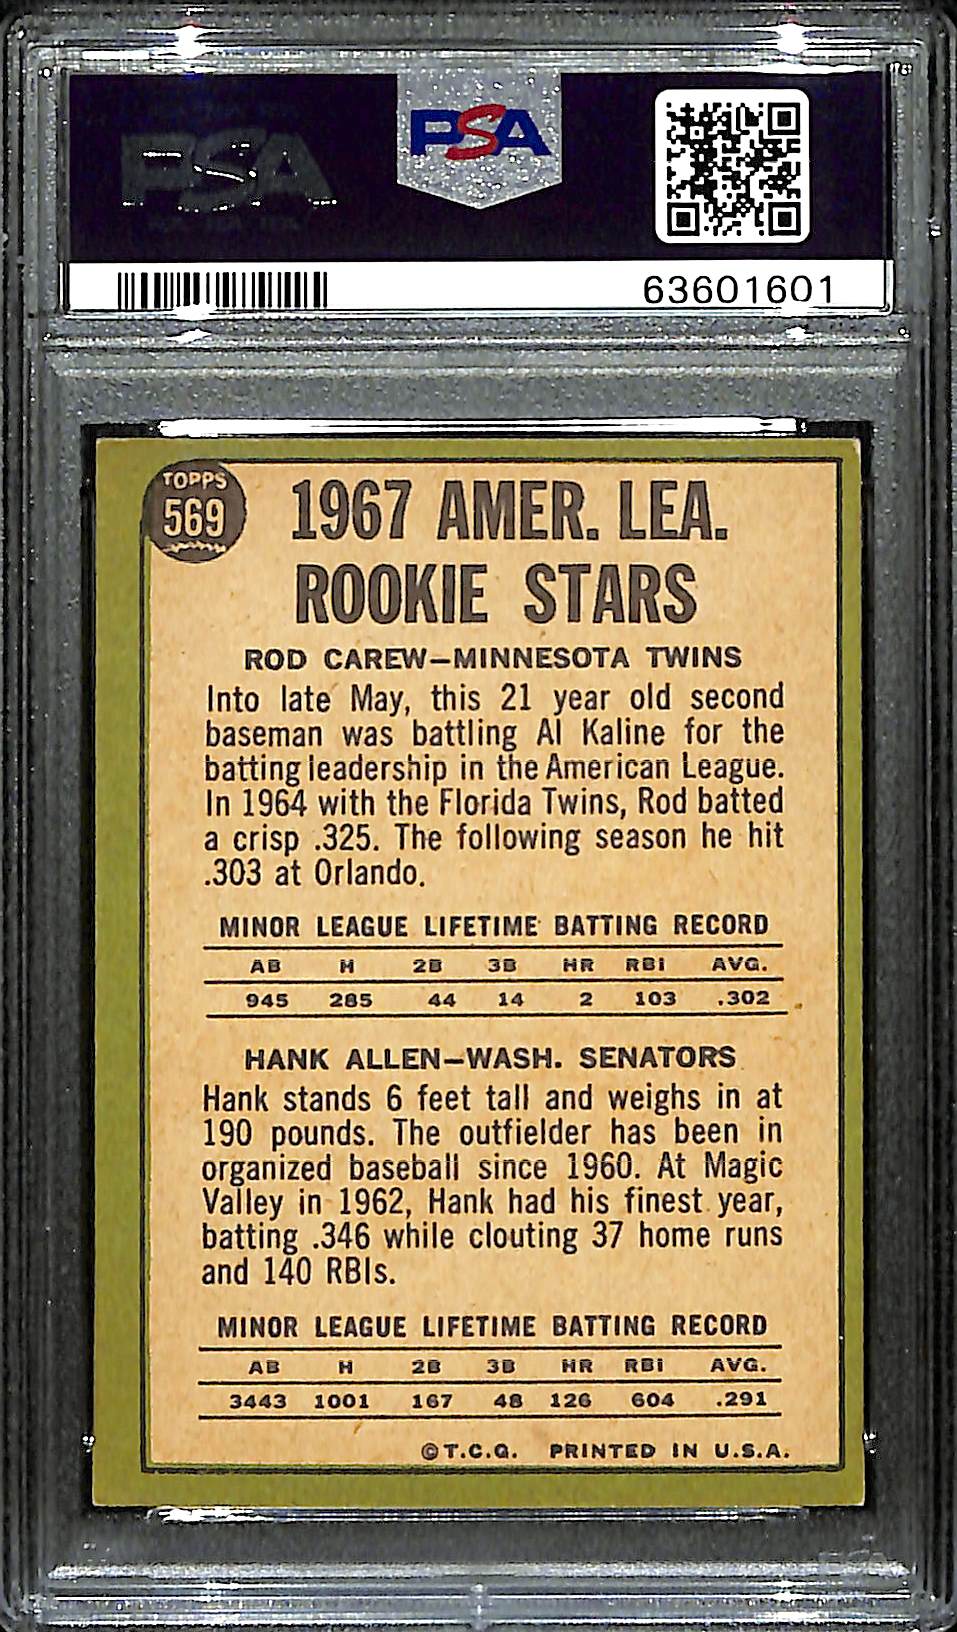 PSA
PSA
63601601
TOPPS
569
1967 AMER. LEA.
ROOKIE STARS
ROD CAREW–MINNESOTA TWINS
Into late May, this 21 year old second
baseman was battling Al Kaline for the
batting leadership in the American League.
In 1964 with the Florida Twins, Rod batted
a crisp .325. The following season he hit
.303 at Orlando.
MINOR LEAGUE LIFETIME BATTING RECORD
AB H 2B 3B HR RBI AVG.
945 285 44 14 2 103 .302
HANK ALLEN–WASH. SENATORS
Hank stands 6 feet tall and weighs in at
190 pounds. The outfielder has been in
organized baseball since 1960. At Magic
Valley in 1962, Hank had his finest year,
batting .346 while clouting 37 home runs
and 140 RBIs.
MINOR LEAGUE LIFETIME BATTING RECORD
AB H 2B 3B HR RBI AVG.
3443 1001 167 48 126 604 .291
©T.C.G. PRINTED IN U.S.A.